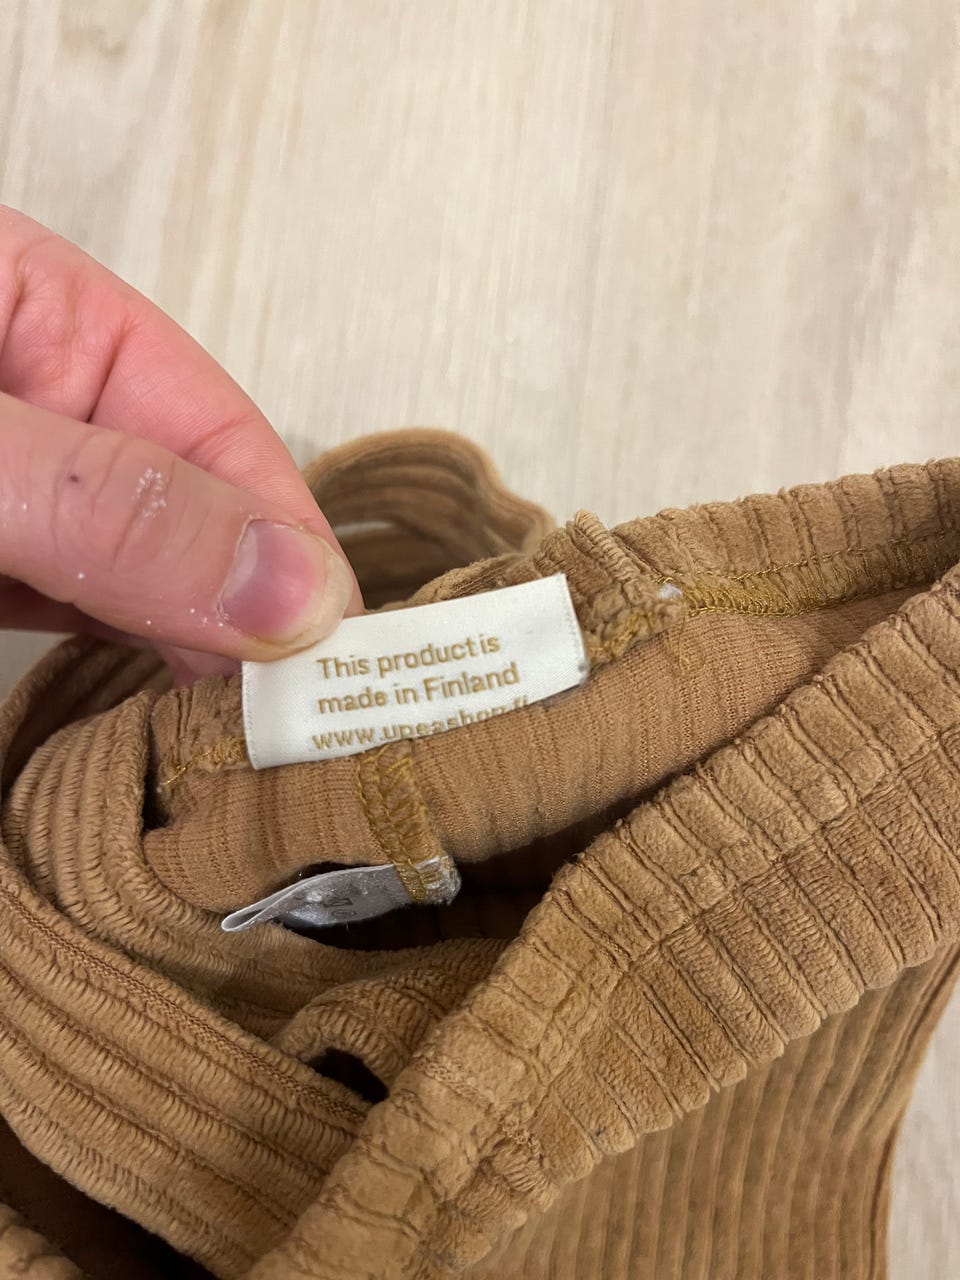 This product is
made in Finland
www.upeashop.fi